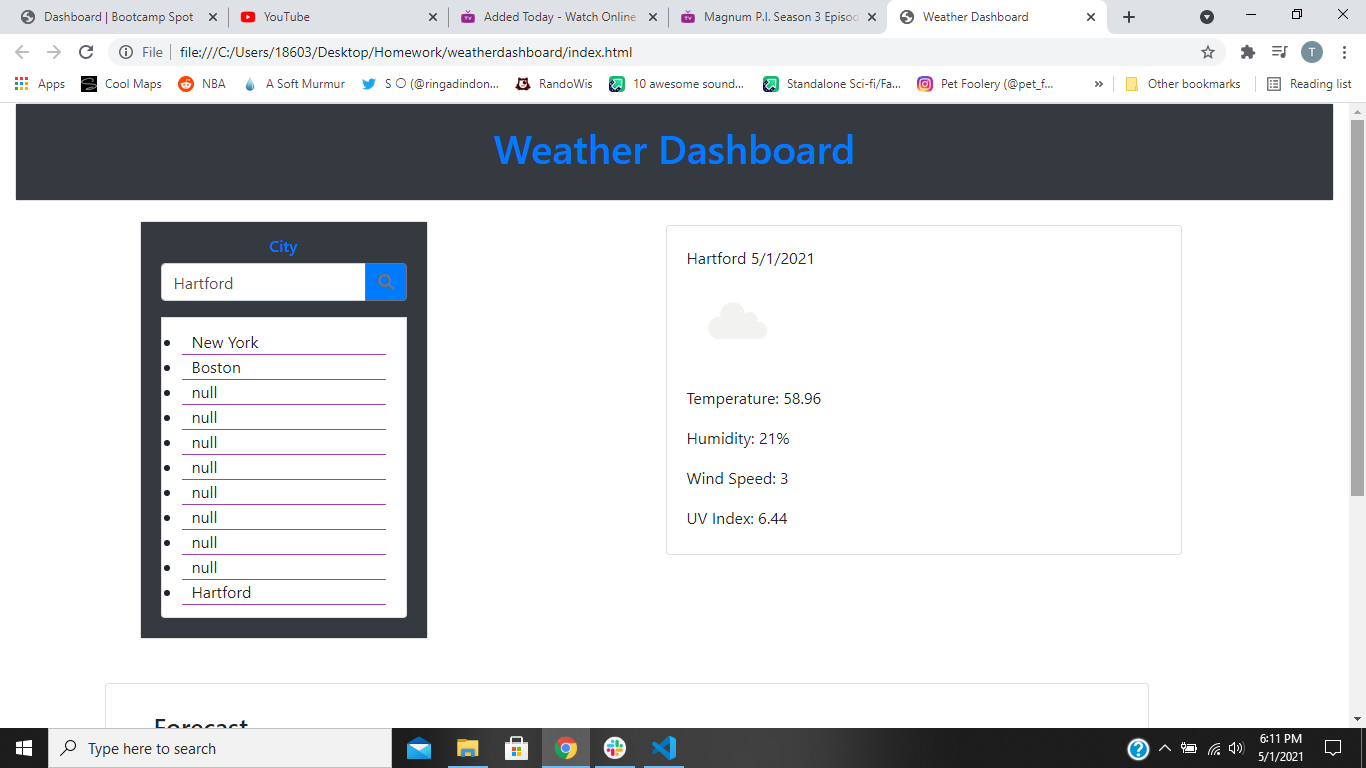 Dashboard | Bootcamp Spot
YouTube
Added Today - Watch Online
Magnum P.I. Season 3 Episod
Weather Dashboard
File
file:///C:/Users/18603/Desktop/Homework/weatherdashboard/index.html
T
Apps
Cool Maps
NBA
A Soft Murmur
S O (@ringadindon...
RandoWis
10 awesome sound...
Standalone Sci-fi/Fa...
Pet Foolery (@pet_f...
»
Other bookmarks
Reading list
Weather Dashboard
City
Hartford
New York
Boston
null
null
null
null
null
null
null
null
Hartford
Hartford 5/1/2021
Temperature: 58.96
Humidity: 21%
Wind Speed: 3
UV Index: 6.44
Forecast
Type here to search
6:11 PM
5/1/2021